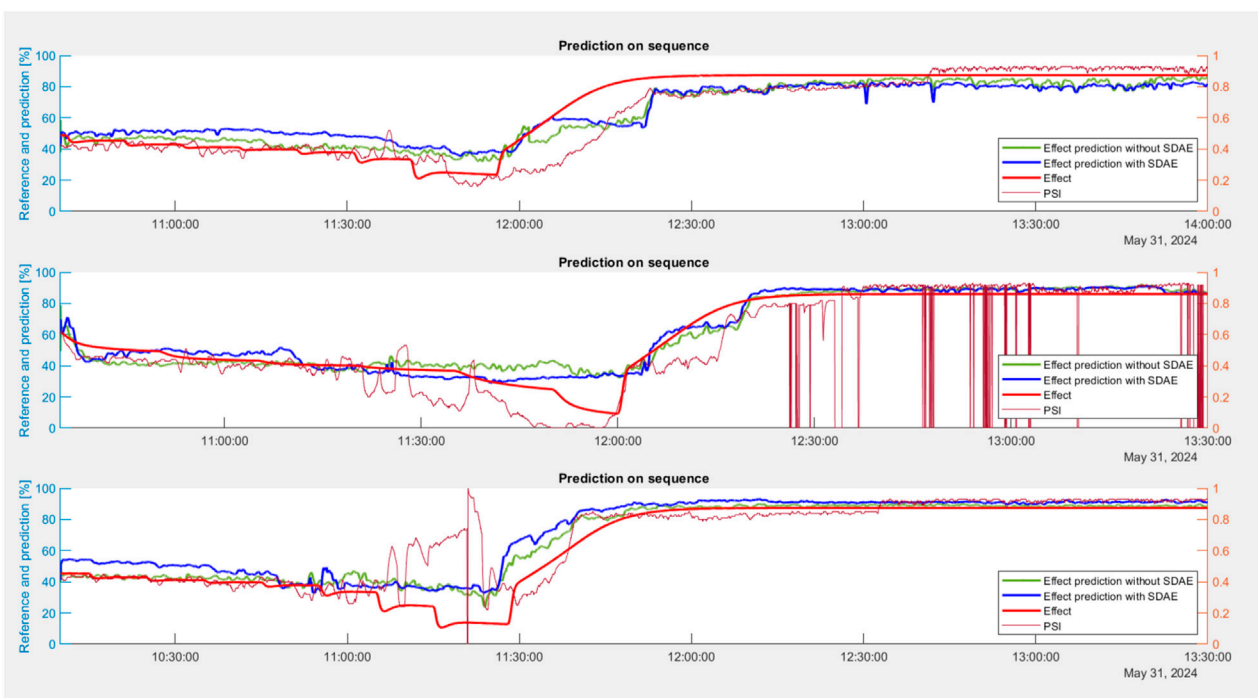 Prediction on sequence
Reference and prediction [%]
100
80
60
40
20
0
1
0.8
0.6
0.4
0.2
0
Effect prediction without SDAE
Effect prediction with SDAE
Effect
PSI
11:00:00 11:30:00 12:00:00 12:30:00 13:00:00 13:30:00 14:00:00
May 31, 2024
Prediction on sequence
Reference and prediction [%]
100
80
60
40
20
0
1
0.8
0.6
0.4
0.2
0
Effect prediction without SDAE
Effect prediction with SDAE
Effect
PSI
11:00:00 11:30:00 12:00:00 12:30:00 13:00:00 13:30:00
May 31, 2024
Prediction on sequence
Reference and prediction [%]
100
80
60
40
20
0
1
0.8
0.6
0.4
0.2
0
Effect prediction without SDAE
Effect prediction with SDAE
Effect
PSI
10:30:00 11:00:00 11:30:00 12:00:00 12:30:00 13:00:00 13:30:00
May 31, 2024